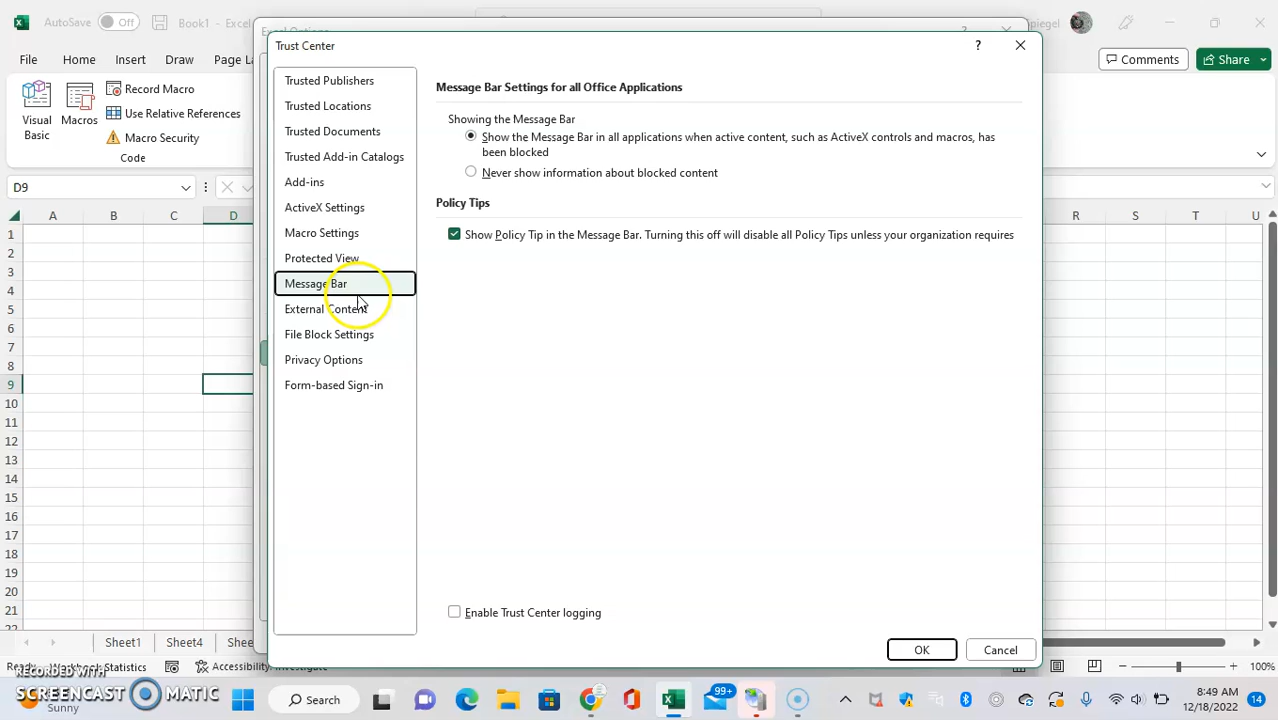 AutoSave Off Book1 Excel Options piegel
Trust Center ?
File Home Insert Draw Page La Comments Share
Visual Basic
Macros
Record Macro
Use Relative References
Macro Security
Code
D9
A B C D R S T U
1
2
3
4
5
6
7
8
9
10
11
12
13
14
15
16
17
18
19
20
21
22
Trusted Publishers
Trusted Locations
Trusted Documents
Trusted Add-in Catalogs
Add-ins
ActiveX Settings
Macro Settings
Protected View
Message Bar
External Content
File Block Settings
Privacy Options
Form-based Sign-in
Message Bar Settings for all Office Applications
Showing the Message Bar
Show the Message Bar in all applications when active content, such as ActiveX controls and macros, has
been blocked
Never show information about blocked content
Policy Tips
Show Policy Tip in the Message Bar. Turning this off will disable all Policy Tips unless your organization requires
Enable Trust Center logging
OK Cancel
Sheet1 Sheet4 Shee
Statistics Accessibility: Investigate 100%
RECORDED WITH
SCREENCAST MATIC
Sunny
Search
99+
8:49 AM
12/18/2022
14